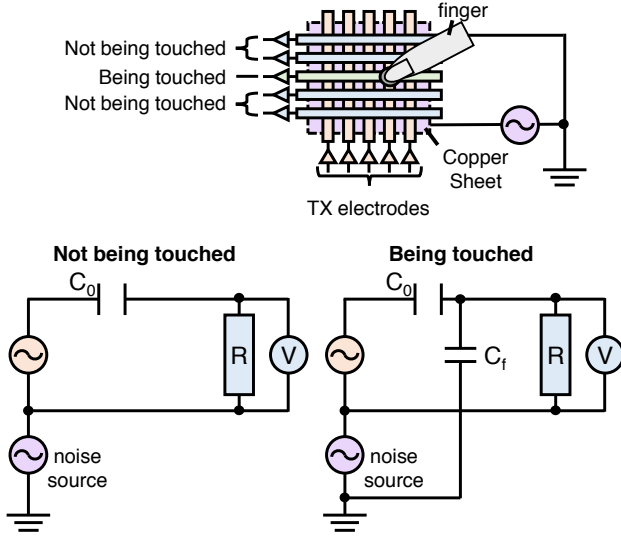 finger
Not being touched
Being touched
Not being touched
Copper
Sheet
TX electrodes
Not being touched
Being touched
C₀
C₀
R
V
C_f
R
V
noise
source
noise
source